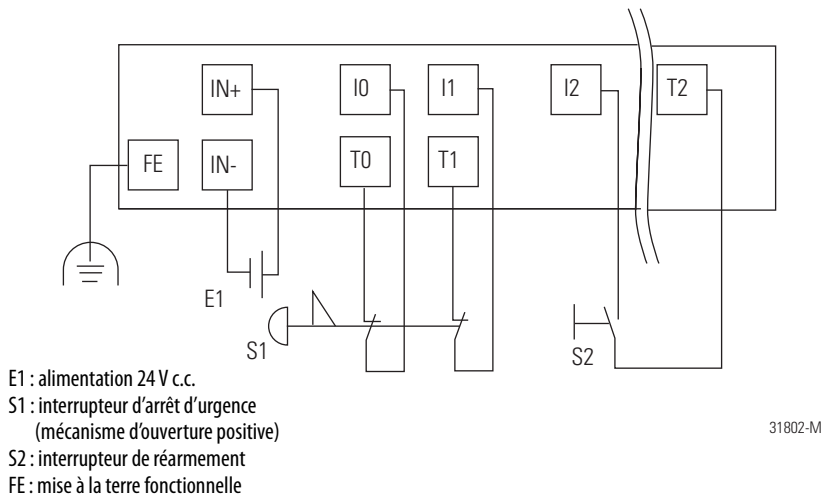 IN+ I0 I1 I2 T2
FE IN- T0 T1
E1
S1
S2
E1 : alimentation 24 V c.c.
S1 : interrupteur d'arrêt d'urgence
(mécanisme d'ouverture positive)
31802-M
S2 : interrupteur de réarmement
FE : mise à la terre fonctionnelle